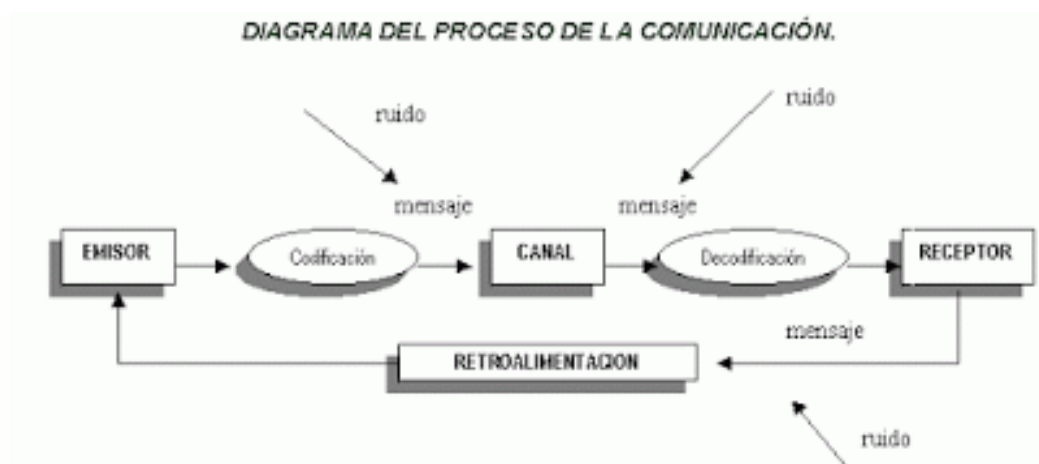 DIAGRAMA DEL PROCESO DE LA COMUNICACIÓN.
ruido
ruido
mensaje
mensaje
EMISOR
Codificación
CANAL
Decodificación
RECEPTOR
mensaje
RETROALIMENTACION
ruido